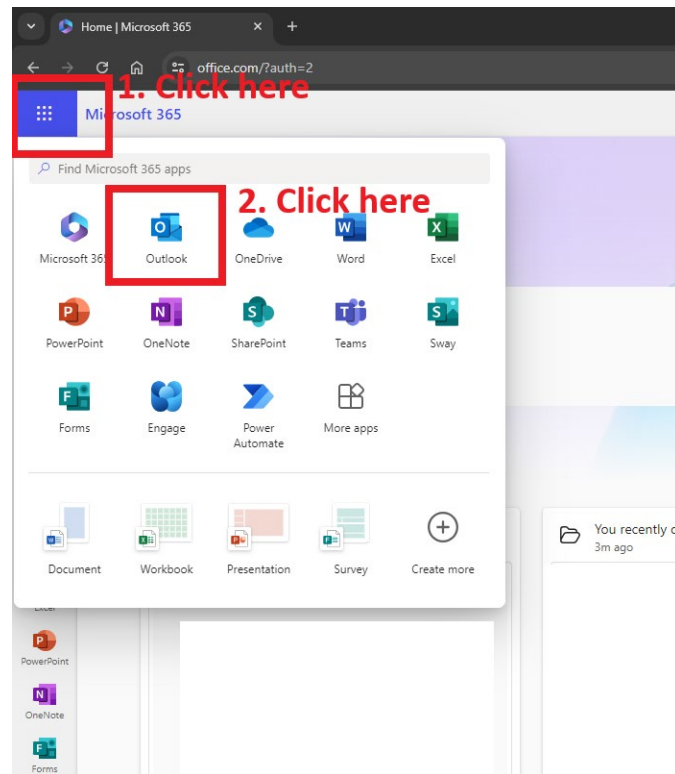 Home | Microsoft 365
office.com/?auth=2
1. Click here
Microsoft 365
Find Microsoft 365 apps
2. Click here
Microsoft 365
Outlook
OneDrive
Word
Excel
PowerPoint
OneNote
SharePoint
Teams
Sway
Forms
Engage
Power
Automate
More apps
You recently
3m ago
Document
Workbook
Presentation
Survey
Create more
Excel
PowerPoint
OneNote
Forms